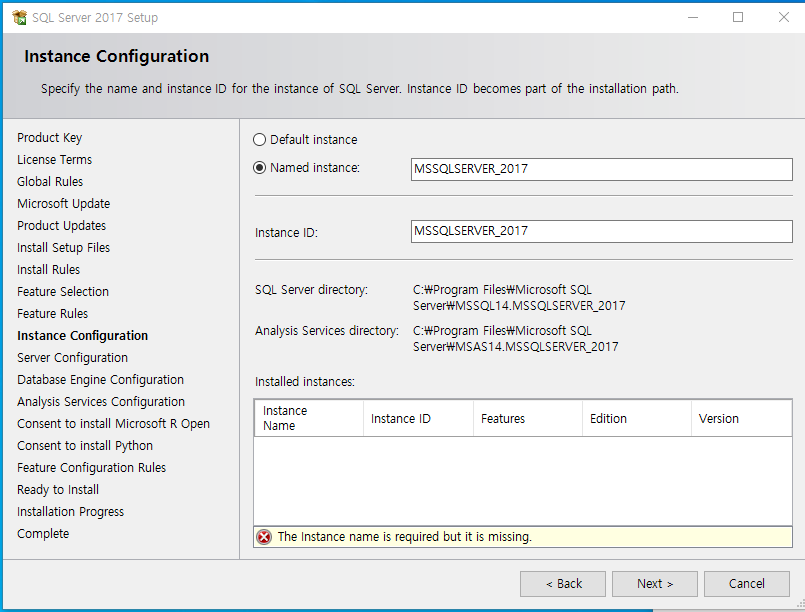 SQL Server 2017 Setup
Instance Configuration
Specify the name and instance ID for the instance of SQL Server. Instance ID becomes part of the installation path.
Product Key
License Terms
Global Rules
Microsoft Update
Product Updates
Install Setup Files
Install Rules
Feature Selection
Feature Rules
Instance Configuration
Server Configuration
Database Engine Configuration
Analysis Services Configuration
Consent to install Microsoft R Open
Consent to install Python
Feature Configuration Rules
Ready to Install
Installation Progress
Complete
Default instance
Named instance: MSSQLSERVER_2017
Instance ID: MSSQLSERVER_2017
SQL Server directory: C:₩Program Files₩Microsoft SQL
Server₩MSSQL14.MSSQLSERVER_2017
Analysis Services directory: C:₩Program Files₩Microsoft SQL
Server₩MSAS14.MSSQLSERVER_2017
Installed instances:
Instance
Name Instance ID Features Edition Version
The Instance name is required but it is missing.
< Back Next > Cancel